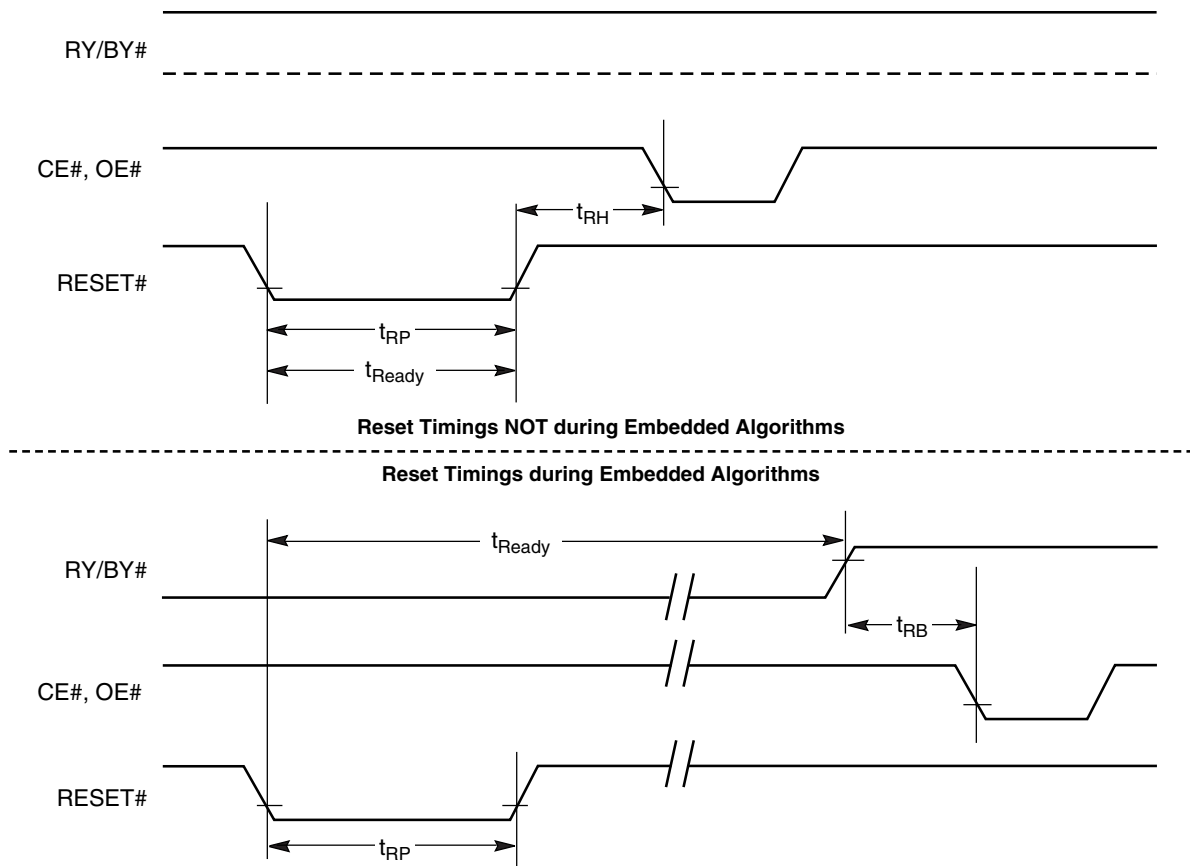 RY/BY#
CE#, OE#
tRH
RESET#
tRP
tReady
Reset Timings NOT during Embedded Algorithms
Reset Timings during Embedded Algorithms
tReady
RY/BY#
tRB
CE#, OE#
RESET#
tRP